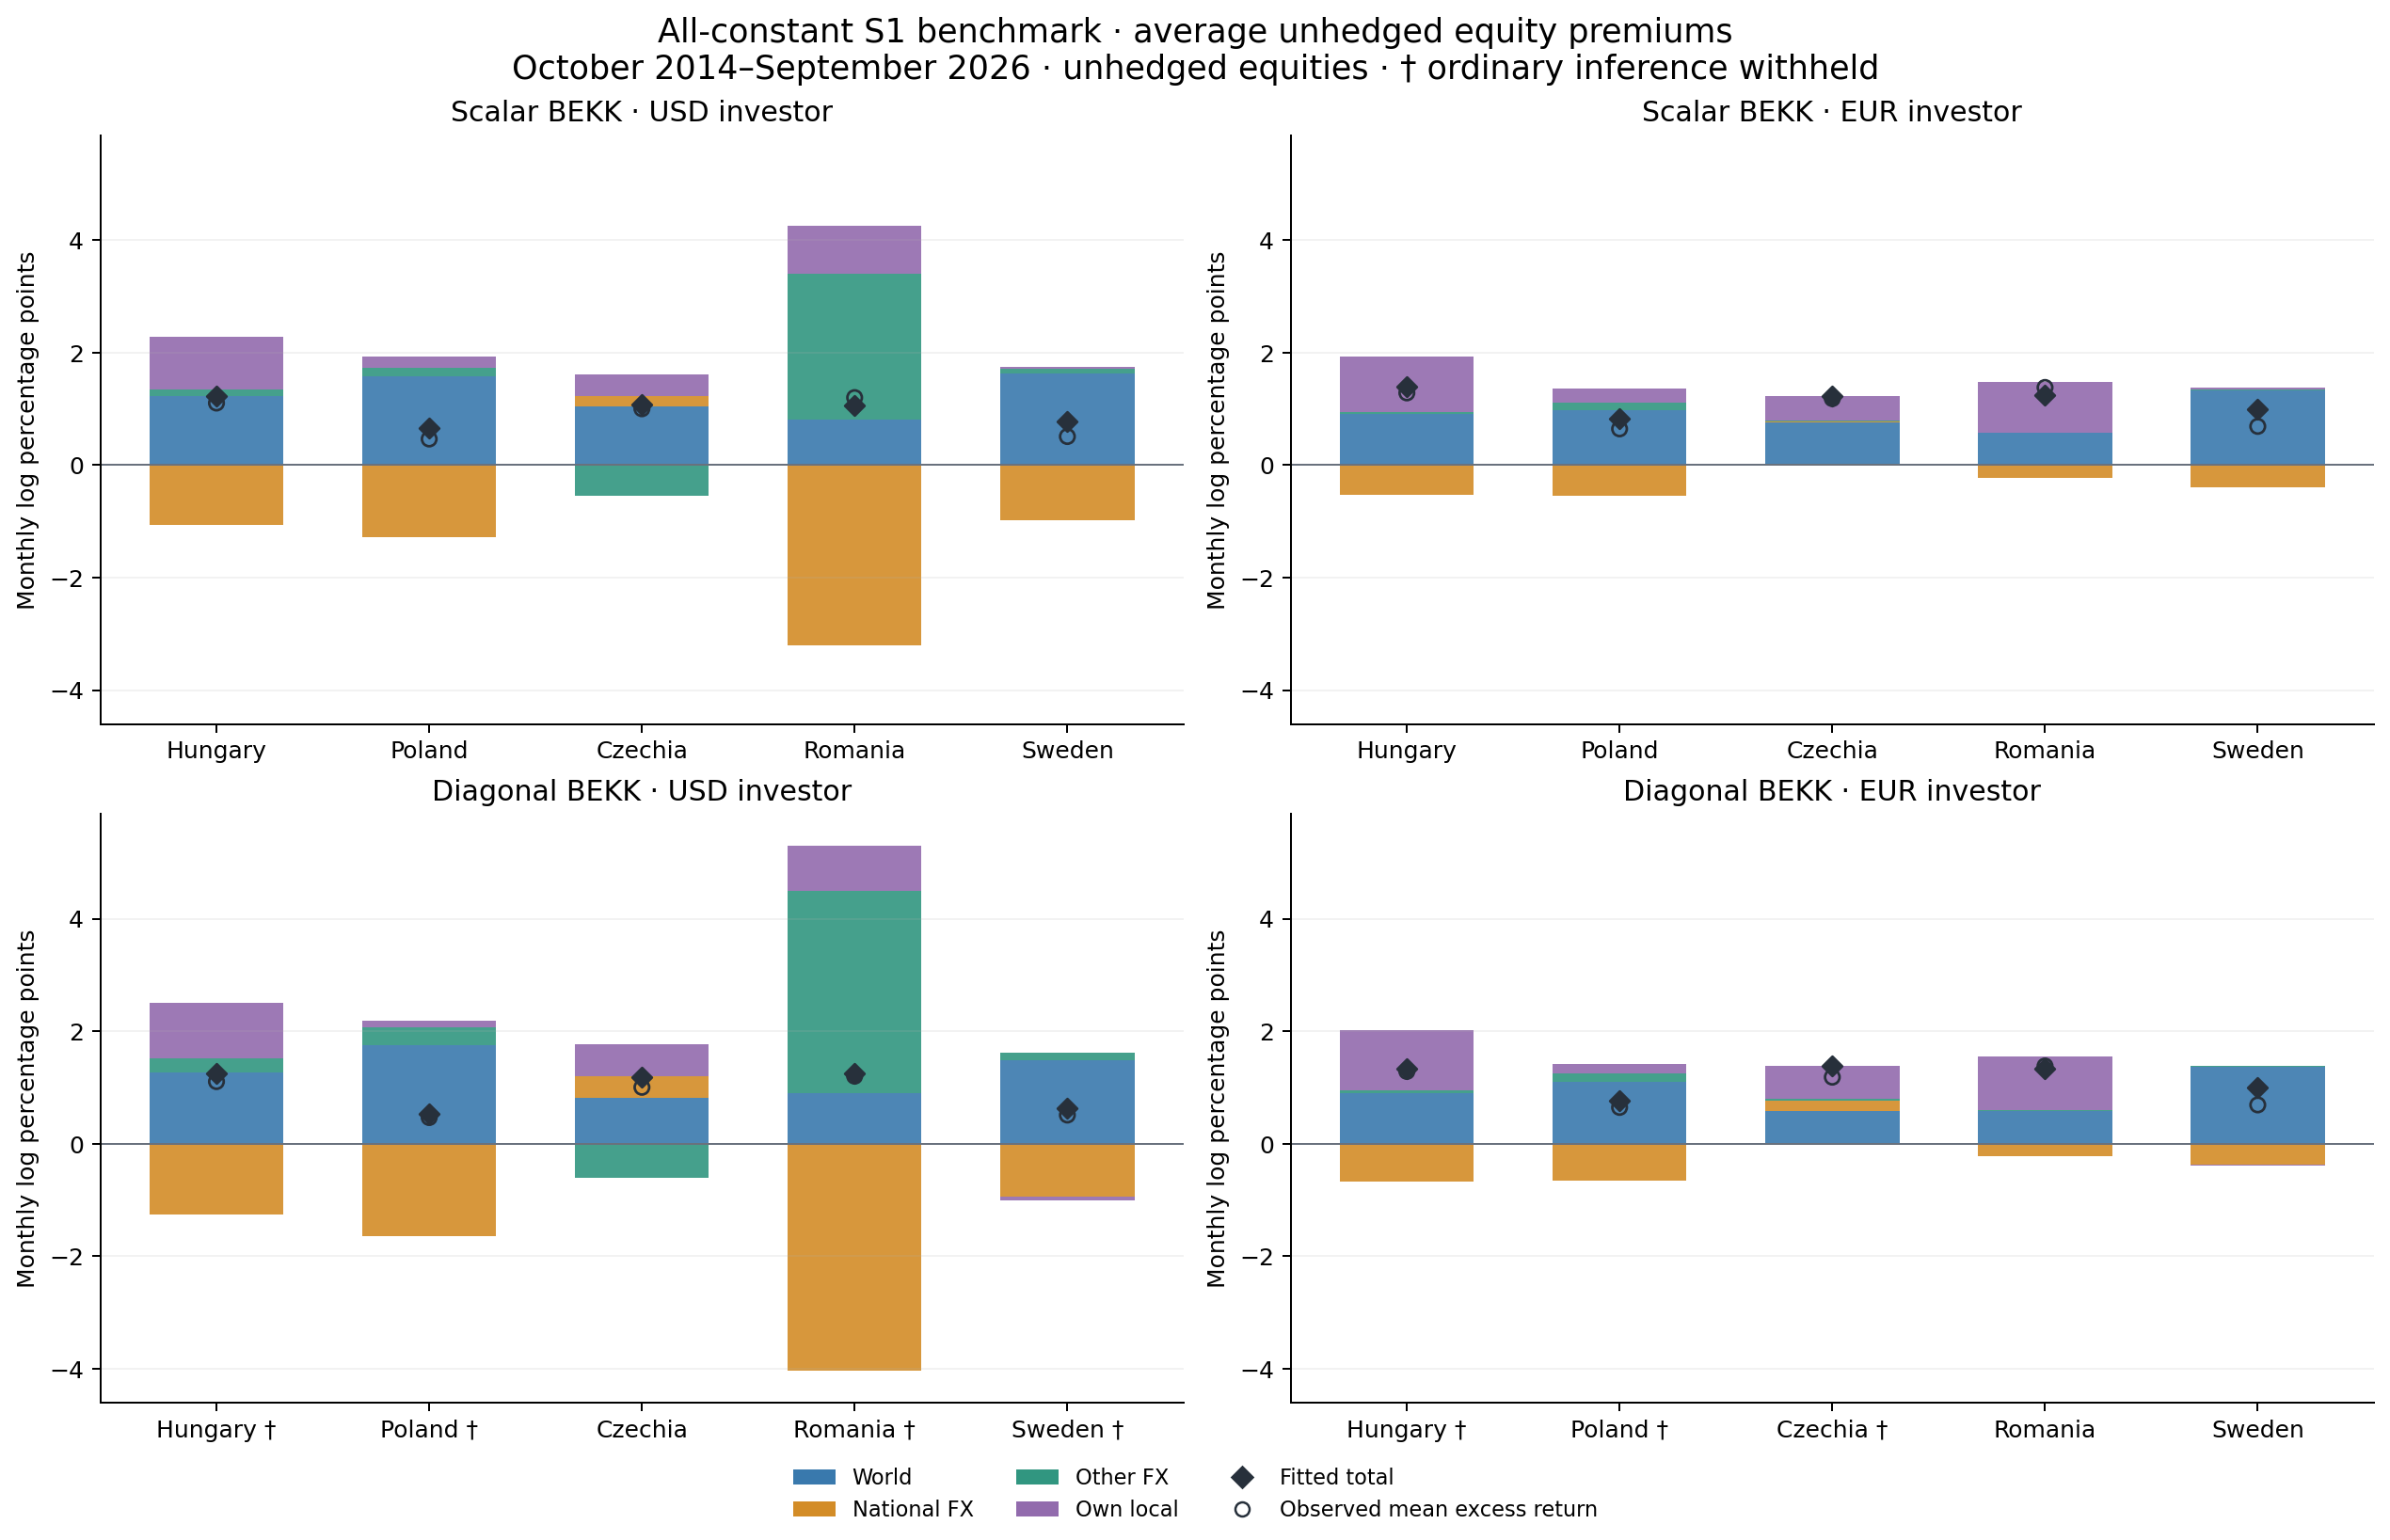 All-constant S1 benchmark · average unhedged equity premiums
October 2014–September 2026 · unhedged equities · † ordinary inference withheld
Scalar BEKK · USD investor
Monthly log percentage points
4
2
0
−2
−4
Hungary
Poland
Czechia
Romania
Sweden
Scalar BEKK · EUR investor
Monthly log percentage points
4
2
0
−2
−4
Hungary
Poland
Czechia
Romania
Sweden
Diagonal BEKK · USD investor
Monthly log percentage points
4
2
0
−2
−4
Hungary †
Poland †
Czechia
Romania †
Sweden †
Diagonal BEKK · EUR investor
Monthly log percentage points
4
2
0
−2
−4
Hungary †
Poland †
Czechia †
Romania
Sweden
World
National FX
Other FX
Own local
Fitted total
Observed mean excess return